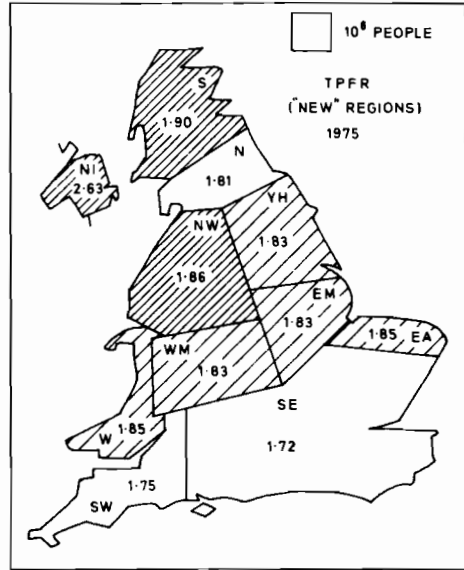 10⁶ PEOPLE
TPFR
("NEW" REGIONS)
1975
S
1·90
N
1·81
NI
2·63
YH
1·83
NW
1·86
EM
1·83
1·85 EA
WM
1·83
SE
1·72
W
1·85
1·75
SW